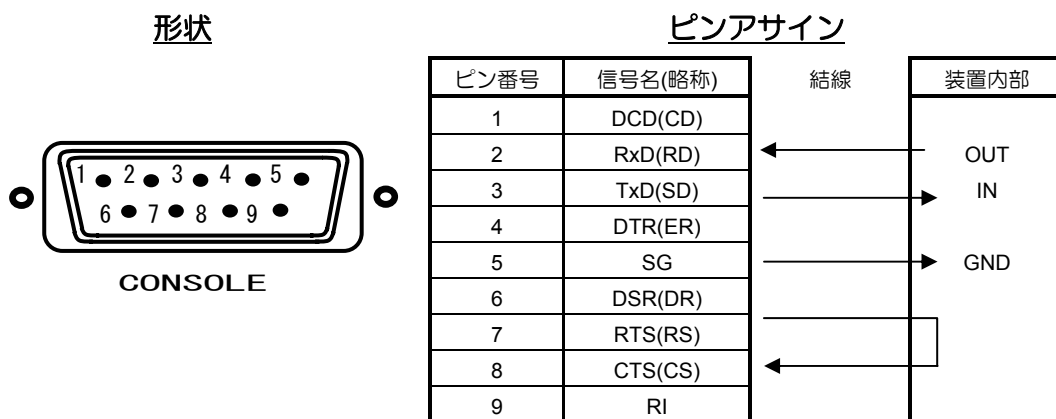 形状
1 2 3 4 5
6 7 8 9
CONSOLE
ピンアサイン
ピン番号 信号名(略称) 結線 装置内部
1 DCD(CD)
2 RxD(RD) OUT
3 TxD(SD) IN
4 DTR(ER)
5 SG GND
6 DSR(DR)
7 RTS(RS)
8 CTS(CS)
9 RI